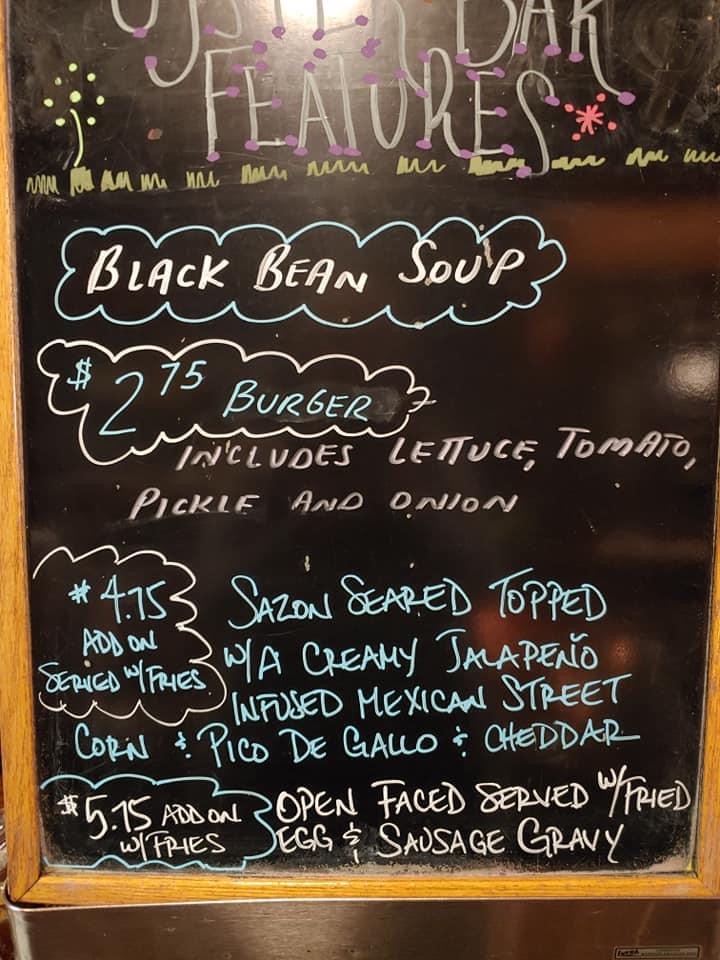 OYSTER BAR
FEATURES
BLACK BEAN SOUP
$2.75 BURGER
INCLUDES LETTUCE, TOMATO,
PICKLE AND ONION
$4.75
ADD ON
SERVED W/FRIES
SAZON SEARED TOPPED
W/A CREAMY JALAPEÑO
INFUSED MEXICAN STREET
CORN & PICO DE GALLO & CHEDDAR
$5.75 ADD ON
W/FRIES
OPEN FACED SERVED W/FRIED
EGG & SAUSAGE GRAVY